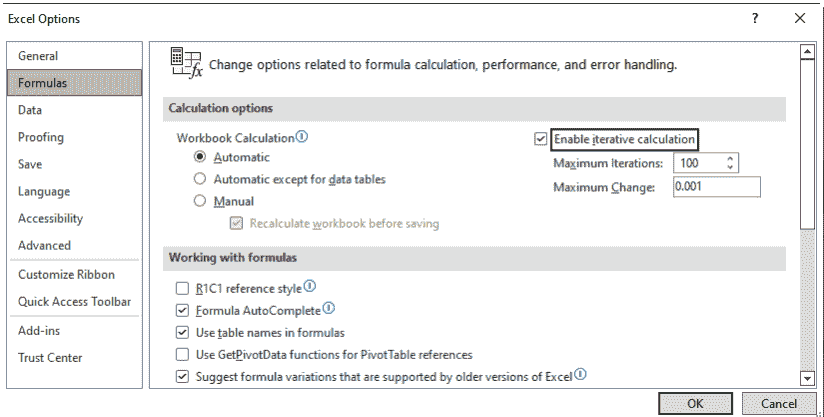 Excel Options
?
General
Formulas
Data
Proofing
Save
Language
Accessibility
Advanced
Customize Ribbon
Quick Access Toolbar
Add-ins
Trust Center
Change options related to formula calculation, performance, and error handling.
Calculation options
Workbook Calculation
Automatic
Automatic except for data tables
Manual
Recalculate workbook before saving
Enable iterative calculation
Maximum Iterations: 100
Maximum Change: 0.001
Working with formulas
R1C1 reference style
Formula AutoComplete
Use table names in formulas
Use GetPivotData functions for PivotTable references
Suggest formula variations that are supported by older versions of Excel
OK
Cancel